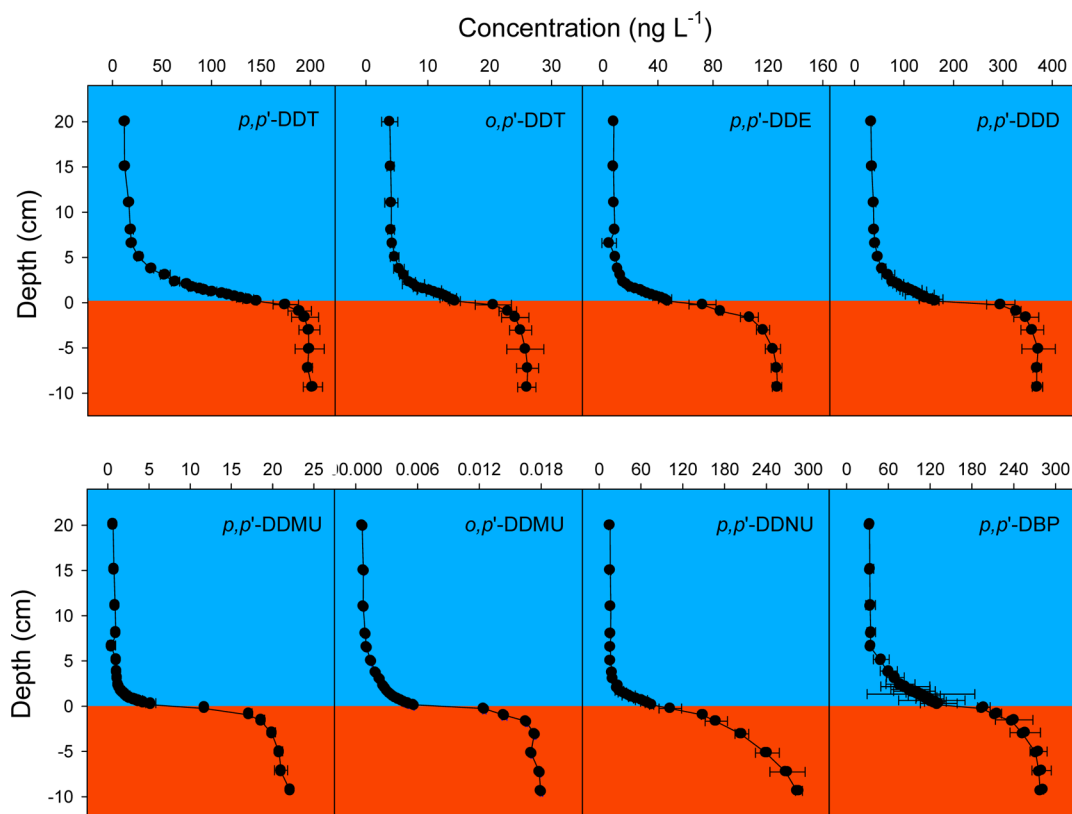 Concentration (ng L⁻¹)
0 50 100 150 200 0 10 20 30 0 40 80 120 160 0 100 200 300 400
p,p'-DDT o,p'-DDT p,p'-DDE p,p'-DDD
20
15
10
5
0
-5
-10
Depth (cm)
0 5 10 15 20 25 0.000 0.006 0.012 0.018 0 60 120 180 240 300 0 60 120 180 240 300
p,p'-DDMU o,p'-DDMU p,p'-DDNU p,p'-DBP
20
15
10
5
0
-5
-10
Depth (cm)